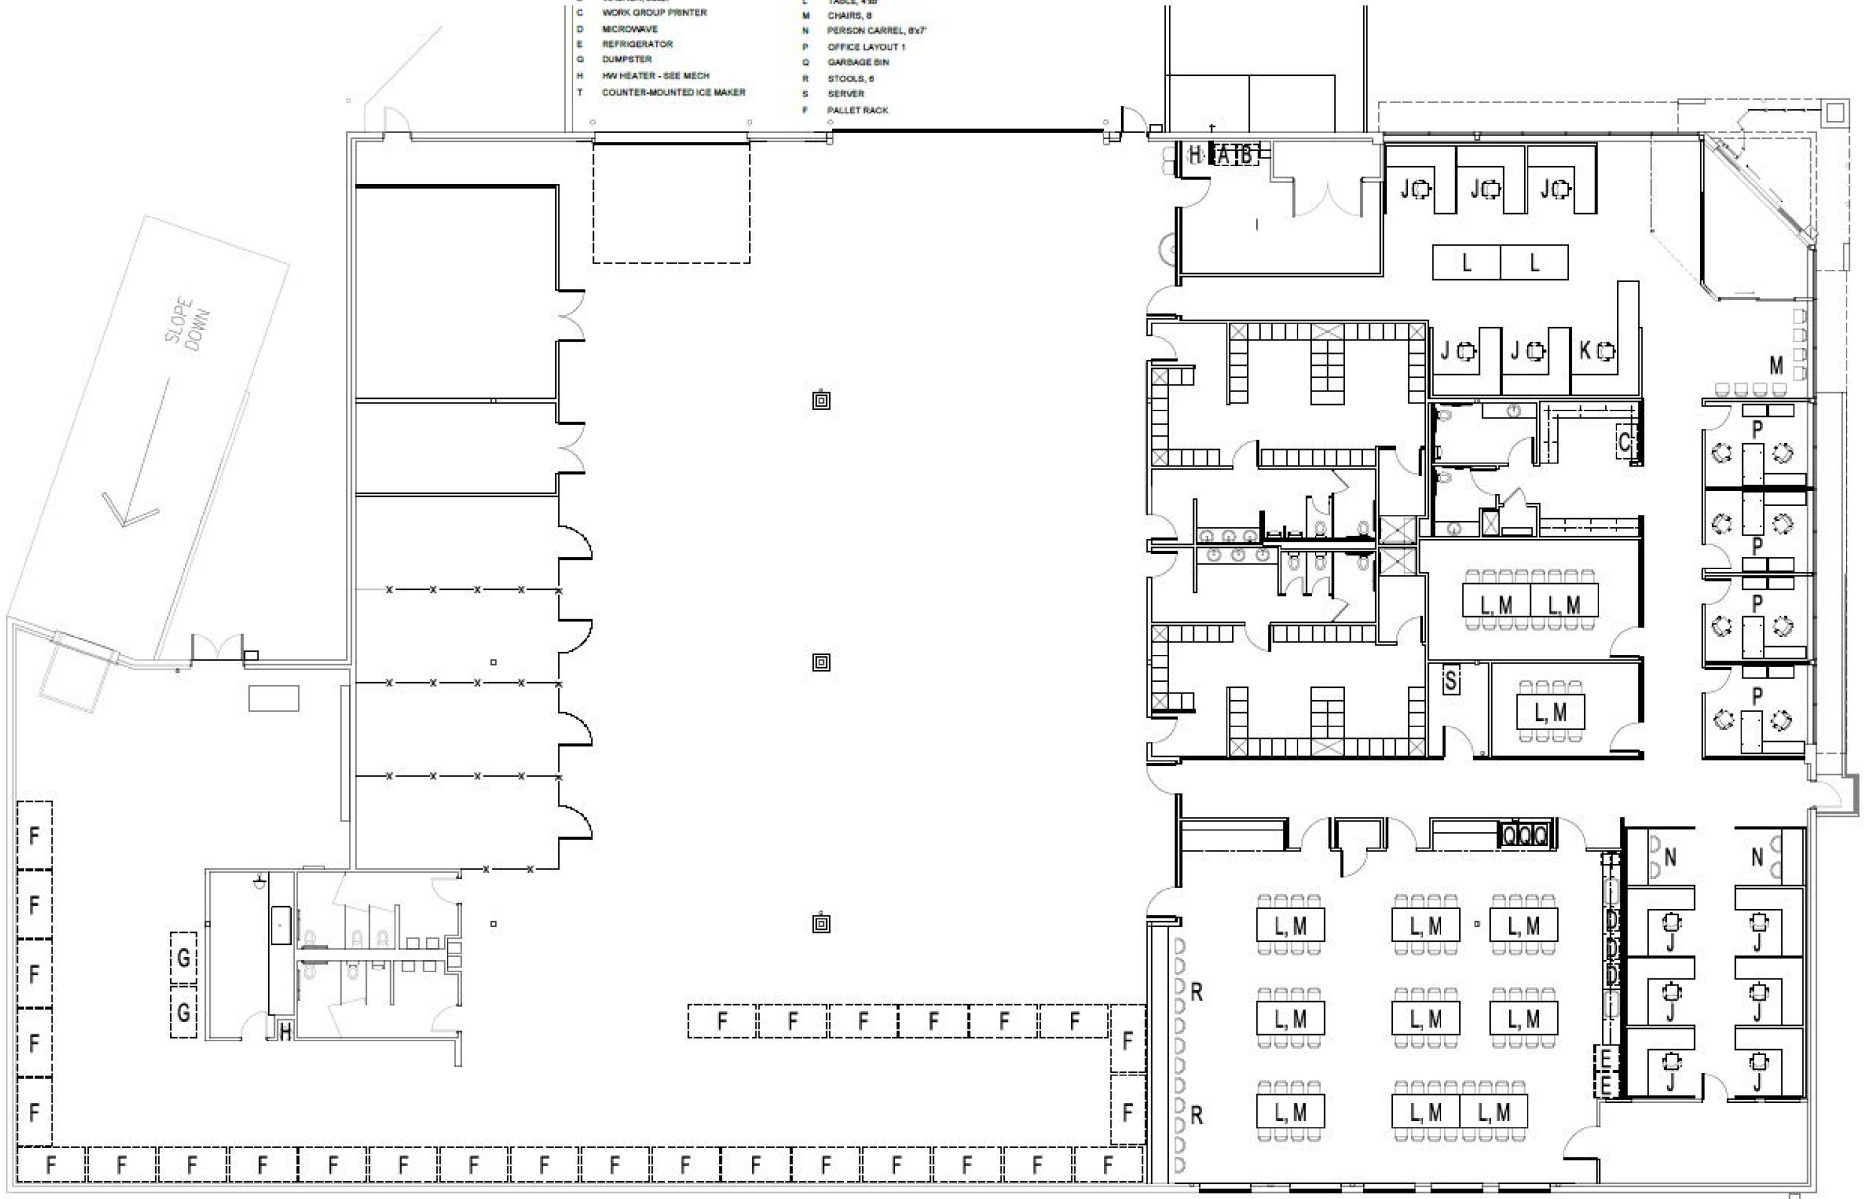 C WORK GROUP PRINTER
D MICROWAVE
E REFRIGERATOR
G DUMPSTER
H HW HEATER - SEE MECH
T COUNTER-MOUNTED ICE MAKER
M CHAIRS, 8
N PERSON CARREL, 8'x7'
P OFFICE LAYOUT 1
Q GARBAGE BIN
R STOOLS, 6
S SERVER
F PALLET RACK
H A B
J J J
I
L L
SLOPE
DOWN
J J K
M
C
P
P
L, M L, M
P
S
P
L, M
F
Q Q Q
N N
F
L, M L, M L, M
D
J J
G
D
F
D
R
J J
G
F F F F F F
L, M L, M L, M
H
F
F
E
J J
E
F
F
R
L, M L, M L, M
F F F F F F F F F F F F F F F F